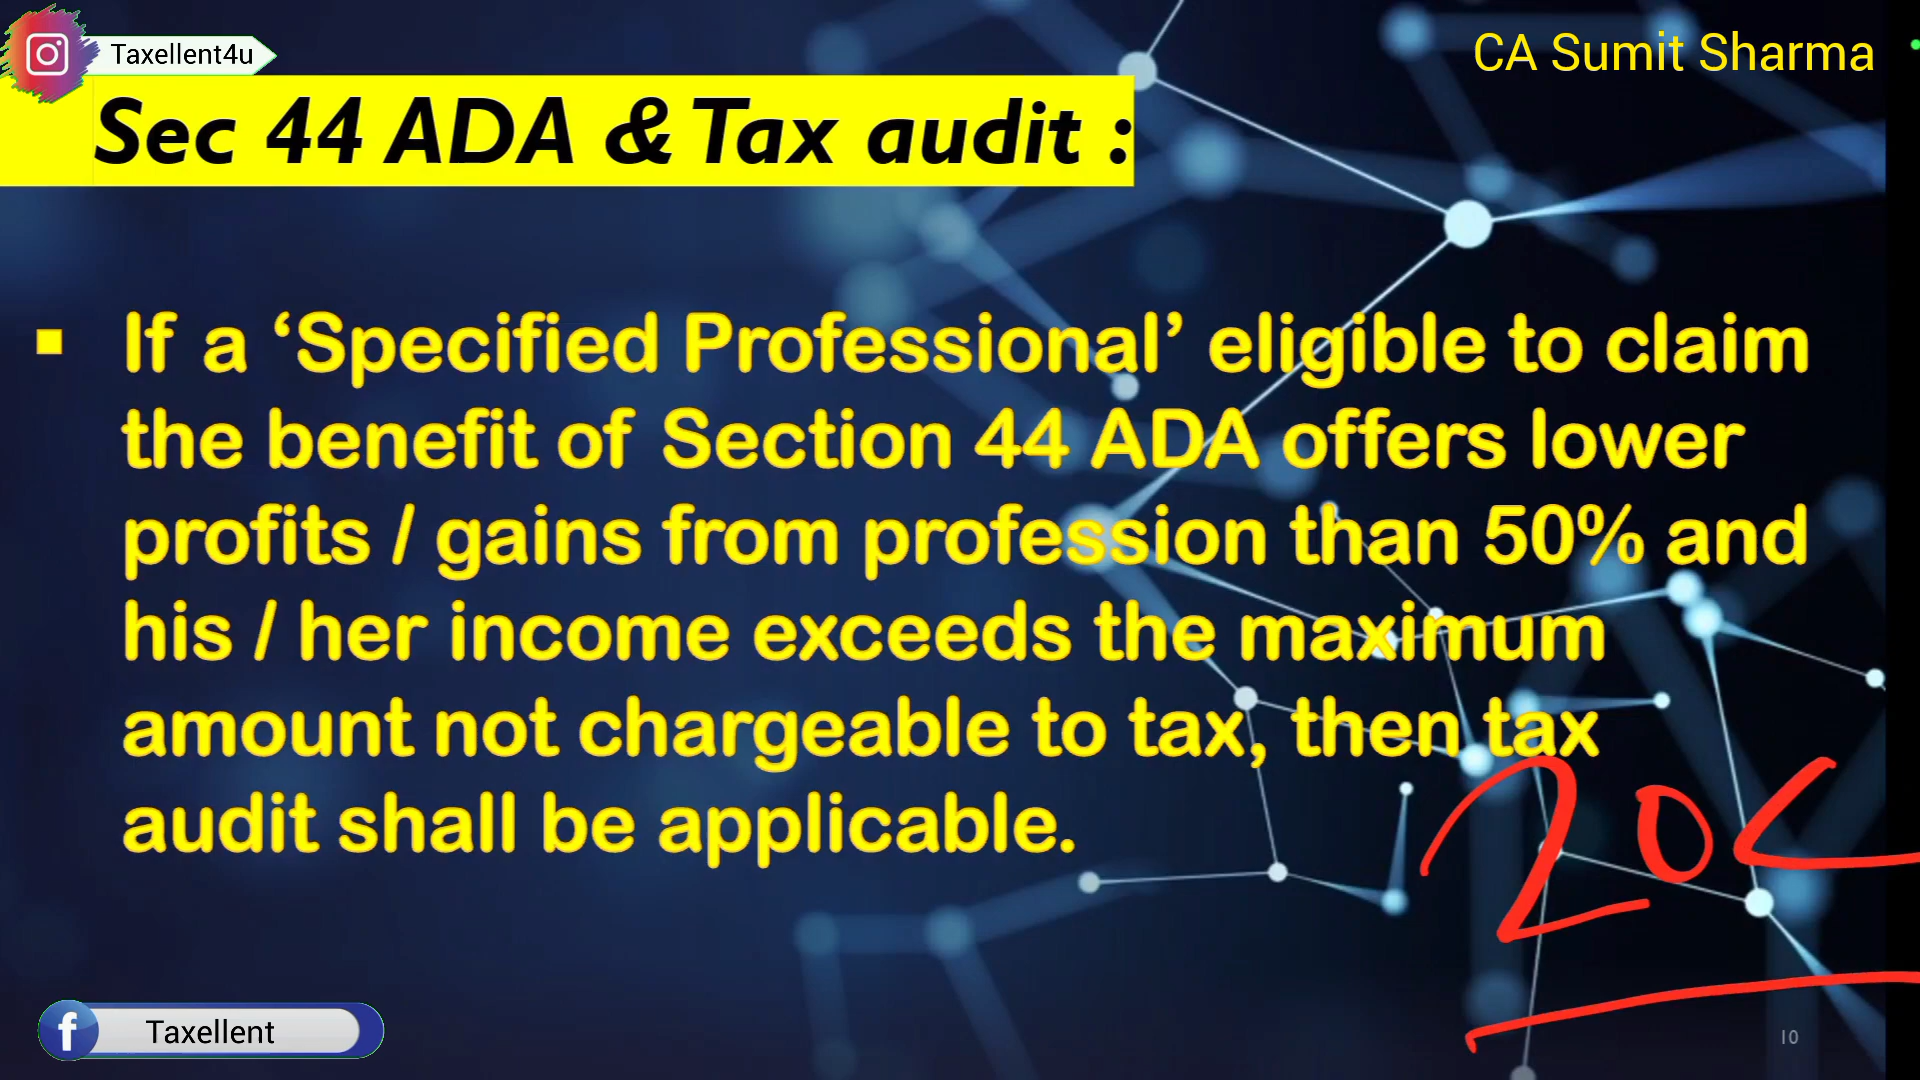 Taxellent4u
CA Sumit Sharma
Sec 44 ADA & Tax audit :
▪ If a ‘Specified Professional’ eligible to claim
the benefit of Section 44 ADA offers lower
profits / gains from profession than 50% and
his / her income exceeds the maximum
amount not chargeable to tax, then tax
audit shall be applicable.
20
Taxellent
10